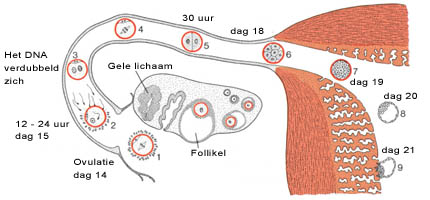 30 uur
dag 18
4
5
6
Het DNA
verdubbeld
zich
3
Gele lichaam
7
dag 19
dag 20
8
12 - 24 uur
dag 15
2
1
Follikel
dag 21
9
Ovulatie
dag 14